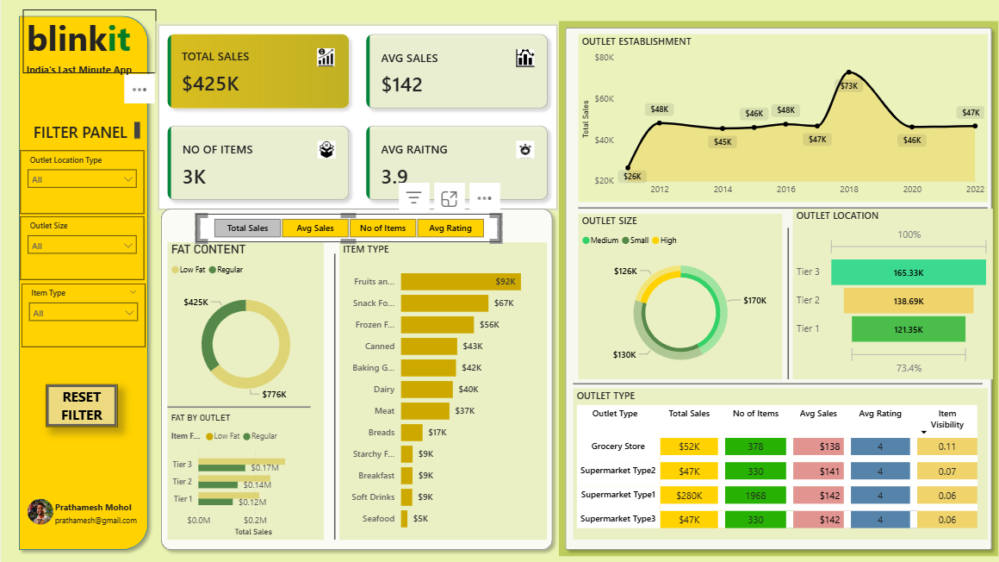 blinkit
India's Last Minute App
FILTER PANEL
Outlet Location Type
All
Outlet Size
All
Item Type
All
RESET
FILTER
Prathamesh Mohol
prathamesh@gmail.com
TOTAL SALES
$425K
AVG SALES
$142
NO OF ITEMS
3K
AVG RAITNG
3.9
Total Sales
Avg Sales
No of Items
Avg Rating
FAT CONTENT
Low Fat
Regular
$425K
$776K
FAT BY OUTLET
Item F...
Low Fat
Regular
Tier 3
$0.17M
Tier 2
$0.14M
Tier 1
$0.12M
$0.0M
$0.2M
Total Sales
ITEM TYPE
Fruits an...
$92K
Snack Fo...
$67K
Frozen F...
$56K
Canned
$43K
Baking G...
$42K
Dairy
$40K
Meat
$37K
Breads
$17K
Starchy F...
$9K
Breakfast
$9K
Soft Drinks
$9K
Seafood
$5K
OUTLET ESTABLISHMENT
Total Sales
$80K
$60K
$40K
$20K
$26K
$48K
$45K
$46K
$48K
$47K
$73K
$46K
$47K
2012
2014
2016
2018
2020
2022
OUTLET SIZE
Medium
Small
High
$126K
$170K
$130K
OUTLET LOCATION
100%
Tier 3
165.33K
Tier 2
138.69K
Tier 1
121.35K
73.4%
OUTLET TYPE
Outlet Type Total Sales No of Items Avg Sales Avg Rating Item Visibility
Grocery Store $52K 378 $138 4 0.11
Supermarket Type2 $47K 330 $141 4 0.07
Supermarket Type1 $280K 1968 $142 4 0.06
Supermarket Type3 $47K 330 $142 4 0.06